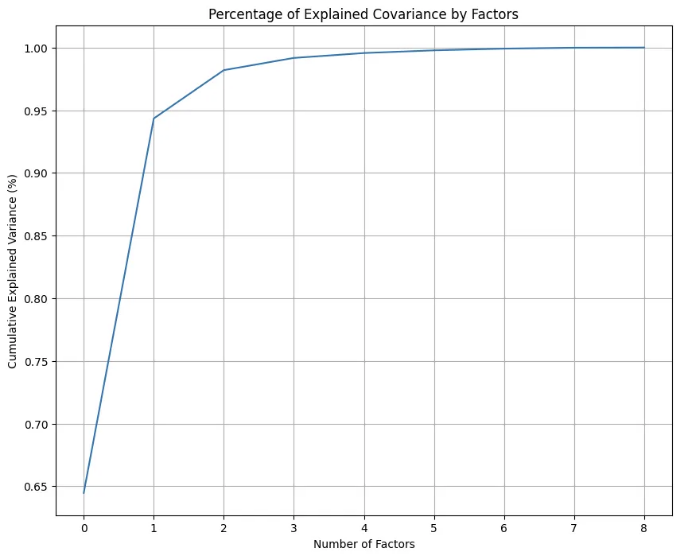 Percentage of Explained Covariance by Factors
1.00
0.95
0.90
0.85
0.80
0.75
0.70
0.65
Cumulative Explained Variance (%)
0 1 2 3 4 5 6 7 8
Number of Factors